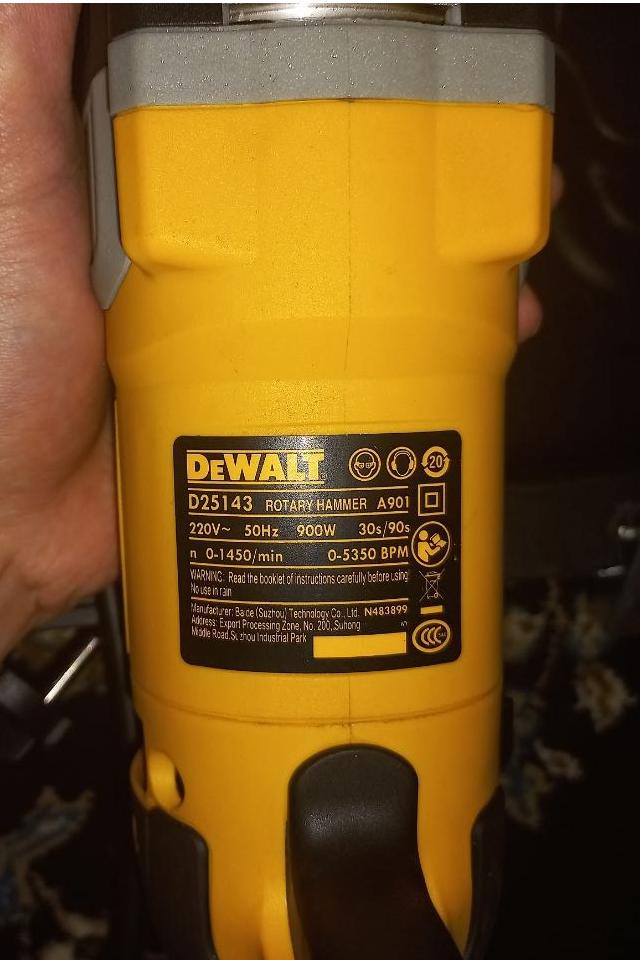 DEWALT
20
D25143 ROTARY HAMMER A901
220V~ 50Hz 900W 30s/90s
n 0-1450/min 0-5350 BPM
WARNING: Read the booklet of instructions carefully before using
No use in rain
Manufacturer: Baide (Suzhou) Technology Co., Ltd. N483899
Address: Export Processing Zone, No. 200, Suhong
Middle Road, Suzhou Industrial Park